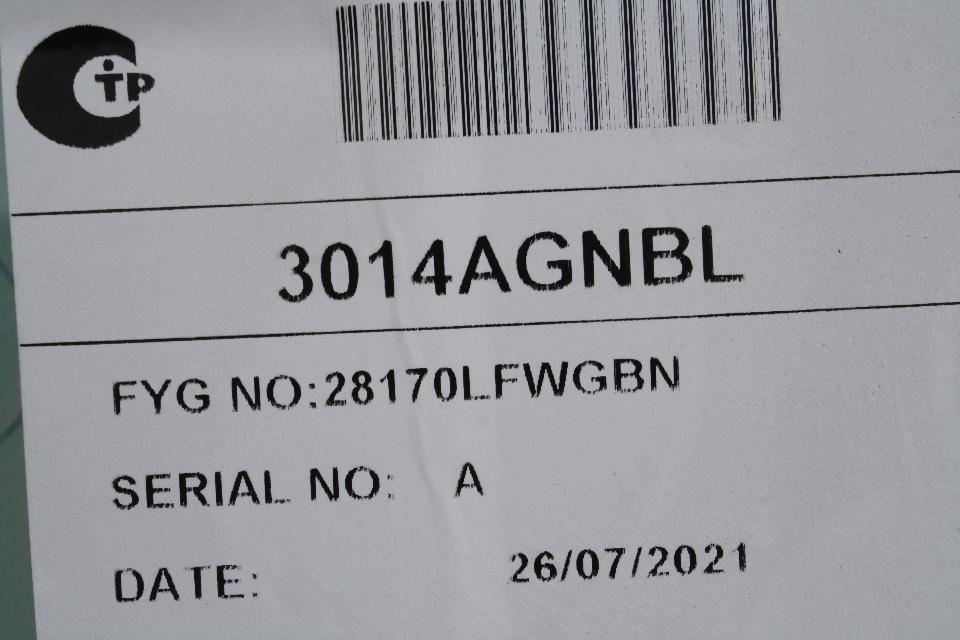 TP
3014AGNBL
FYG NO:28170LFWGBN
SERIAL NO: A
DATE: 26/07/2021